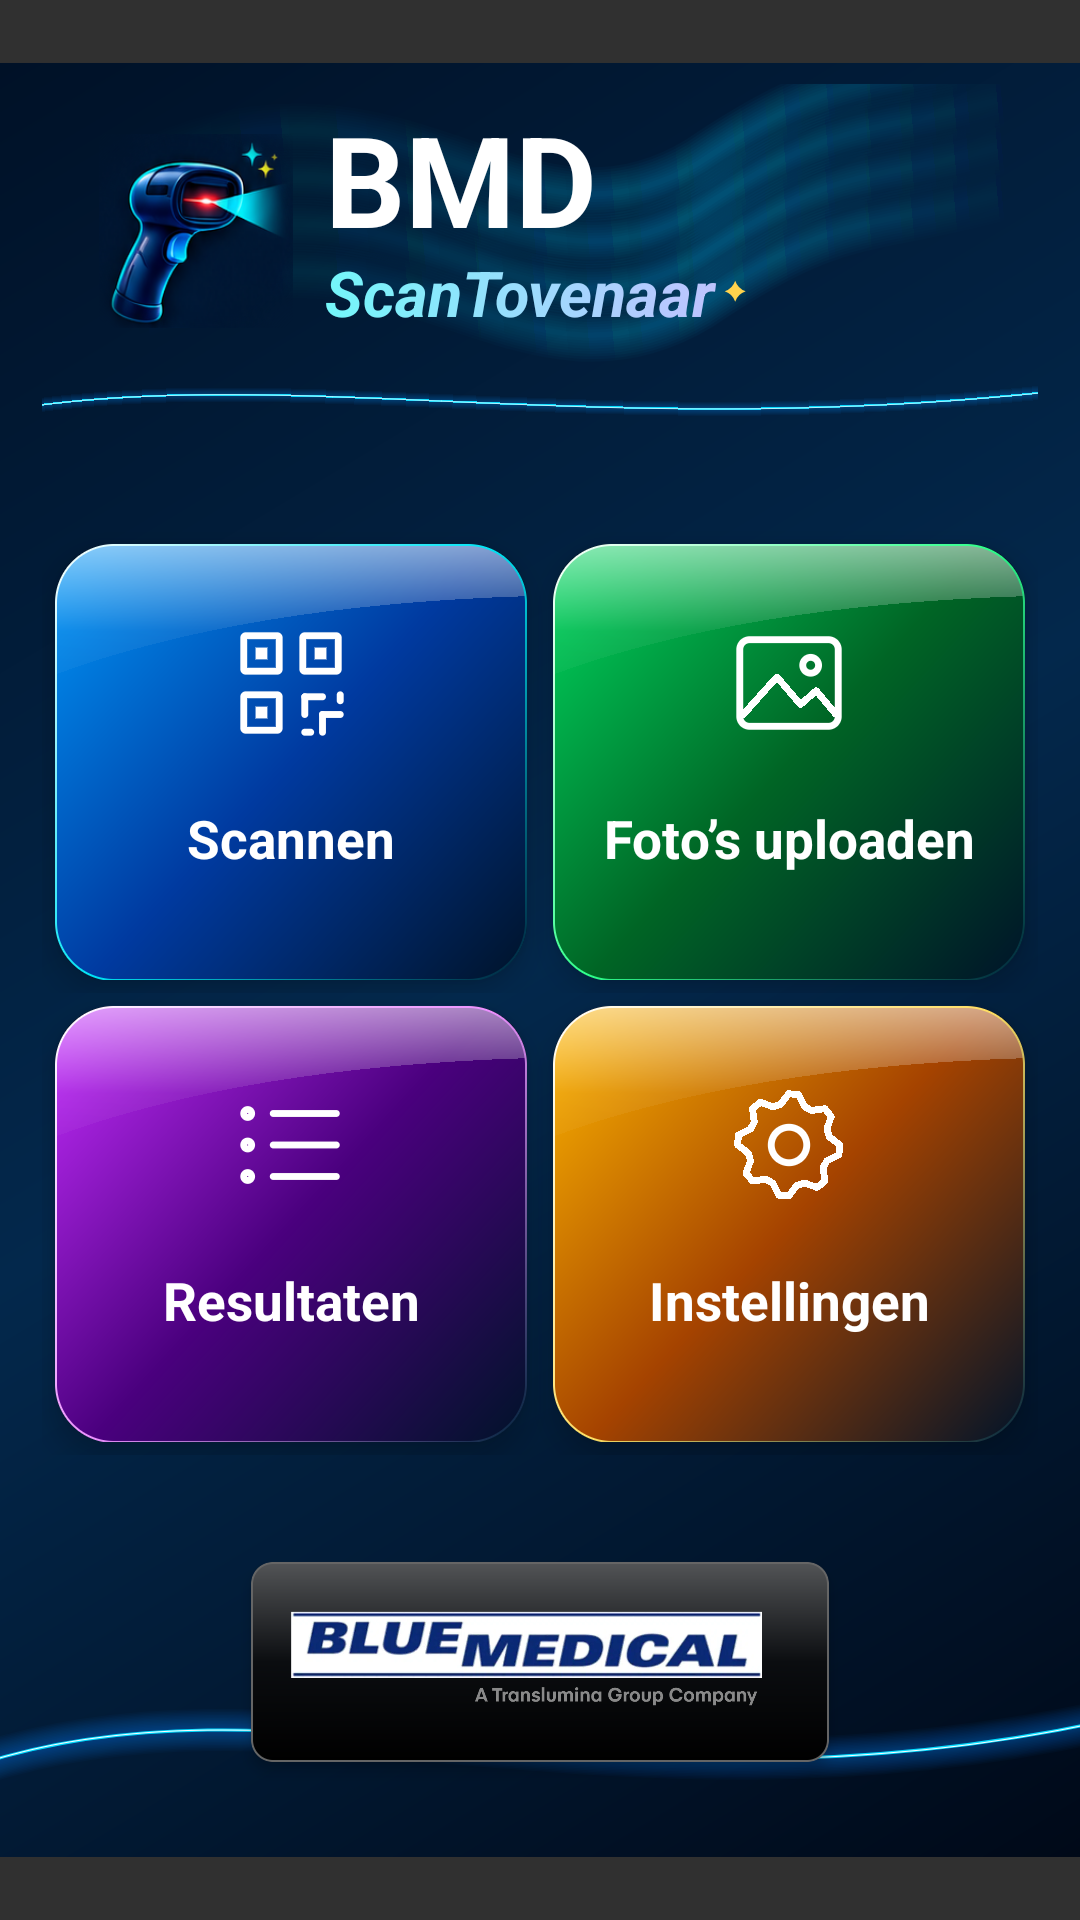 BMD
ScanTovenaar
Scannen
Foto’s uploaden
Resultaten
Instellingen
BLUEMEDICAL
A Translumina Group Company